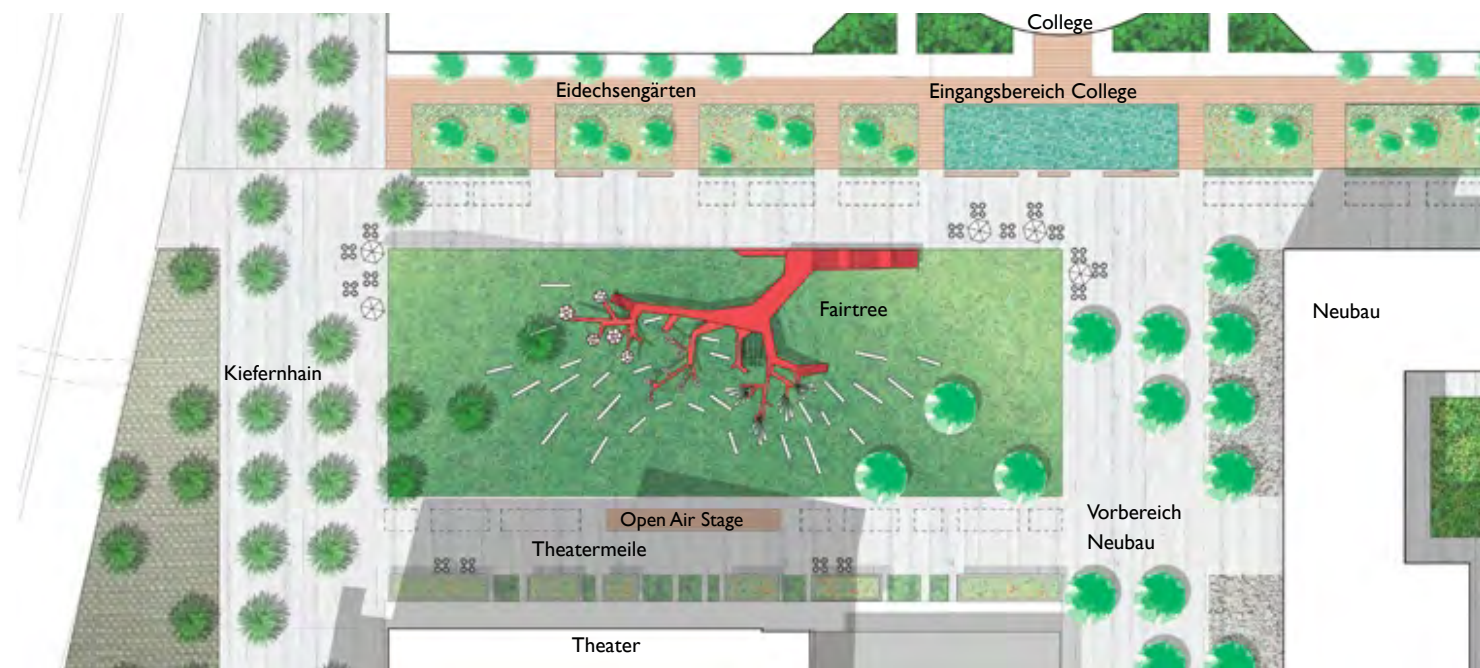 College
Eidechsengärten
Eingangsbereich College
Fairtree
Neubau
Kiefernhain
Open Air Stage
Vorbereich
Neubau
Theatermeile
Theater